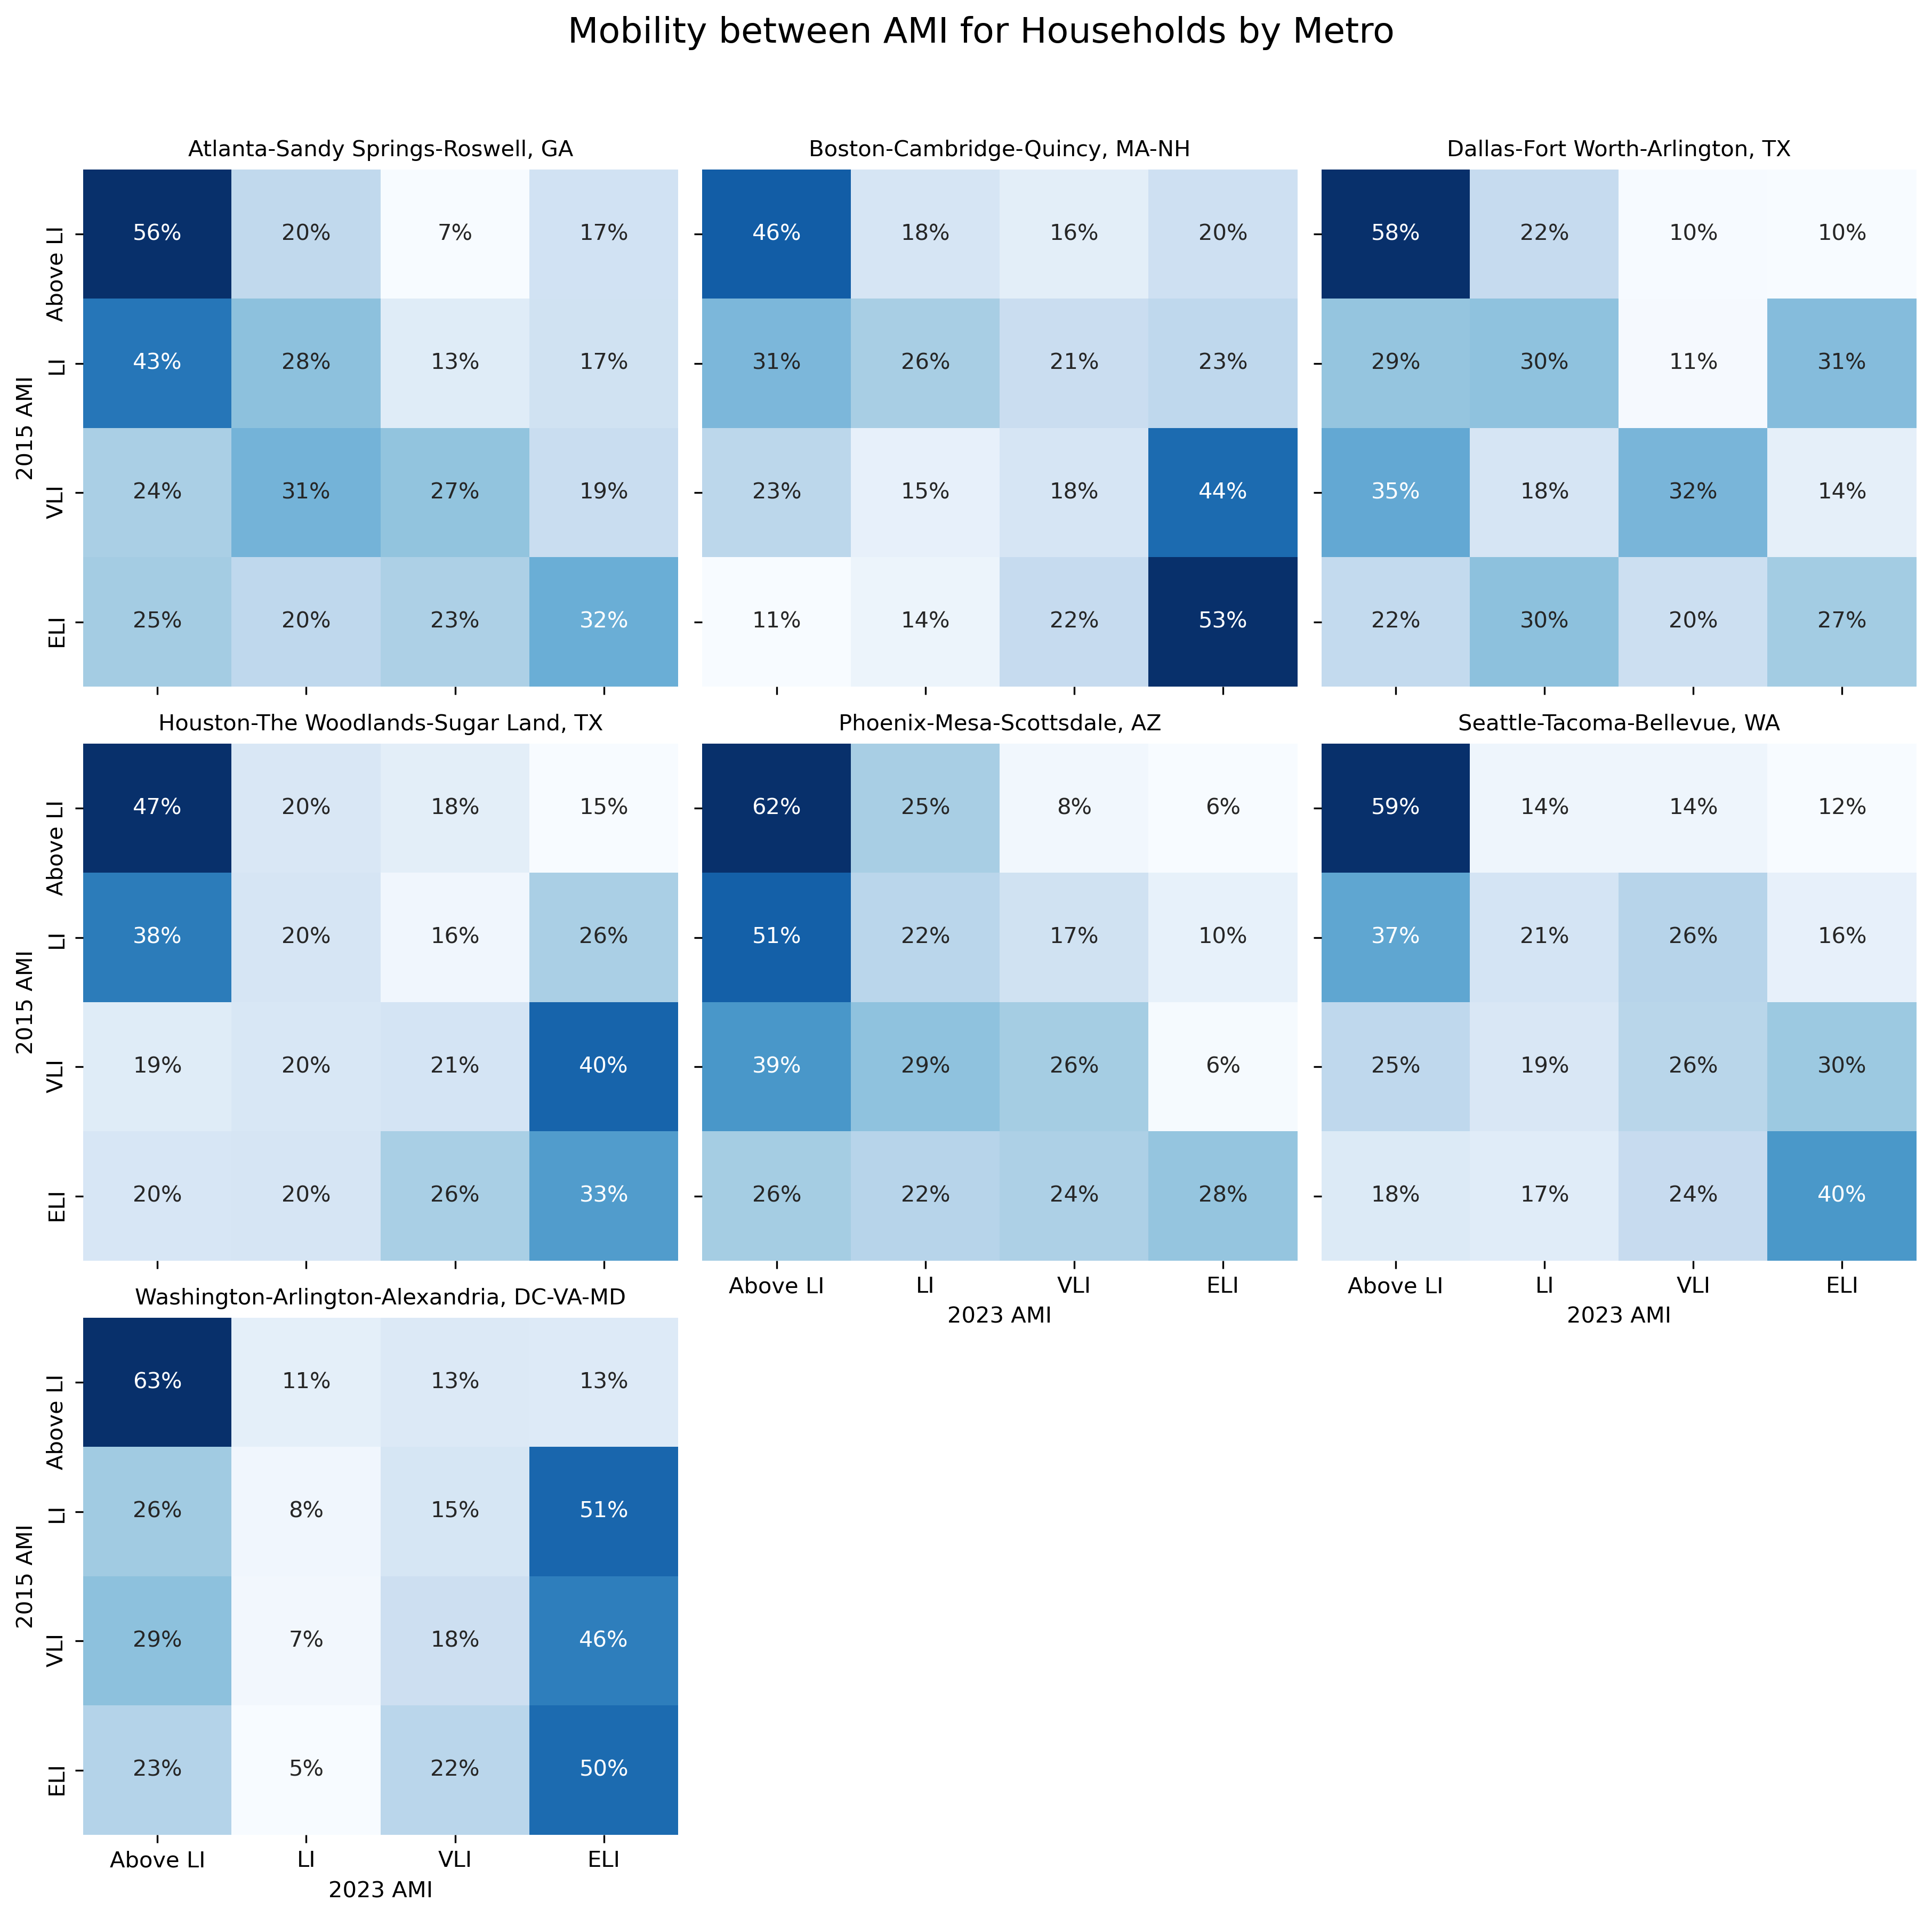 Mobility between AMI for Households by Metro
Atlanta-Sandy Springs-Roswell, GA
2015 AMI
Above LI 56% 20% 7% 17%
LI 43% 28% 13% 17%
VLI 24% 31% 27% 19%
ELI 25% 20% 23% 32%
Boston-Cambridge-Quincy, MA-NH
46% 18% 16% 20%
31% 26% 21% 23%
23% 15% 18% 44%
11% 14% 22% 53%
Dallas-Fort Worth-Arlington, TX
58% 22% 10% 10%
29% 30% 11% 31%
35% 18% 32% 14%
22% 30% 20% 27%
Houston-The Woodlands-Sugar Land, TX
2015 AMI
Above LI 47% 20% 18% 15%
LI 38% 20% 16% 26%
VLI 19% 20% 21% 40%
ELI 20% 20% 26% 33%
Phoenix-Mesa-Scottsdale, AZ
62% 25% 8% 6%
51% 22% 17% 10%
39% 29% 26% 6%
26% 22% 24% 28%
Above LI LI VLI ELI
2023 AMI
Seattle-Tacoma-Bellevue, WA
59% 14% 14% 12%
37% 21% 26% 16%
25% 19% 26% 30%
18% 17% 24% 40%
Above LI LI VLI ELI
2023 AMI
Washington-Arlington-Alexandria, DC-VA-MD
2015 AMI
Above LI 63% 11% 13% 13%
LI 26% 8% 15% 51%
VLI 29% 7% 18% 46%
ELI 23% 5% 22% 50%
Above LI LI VLI ELI
2023 AMI